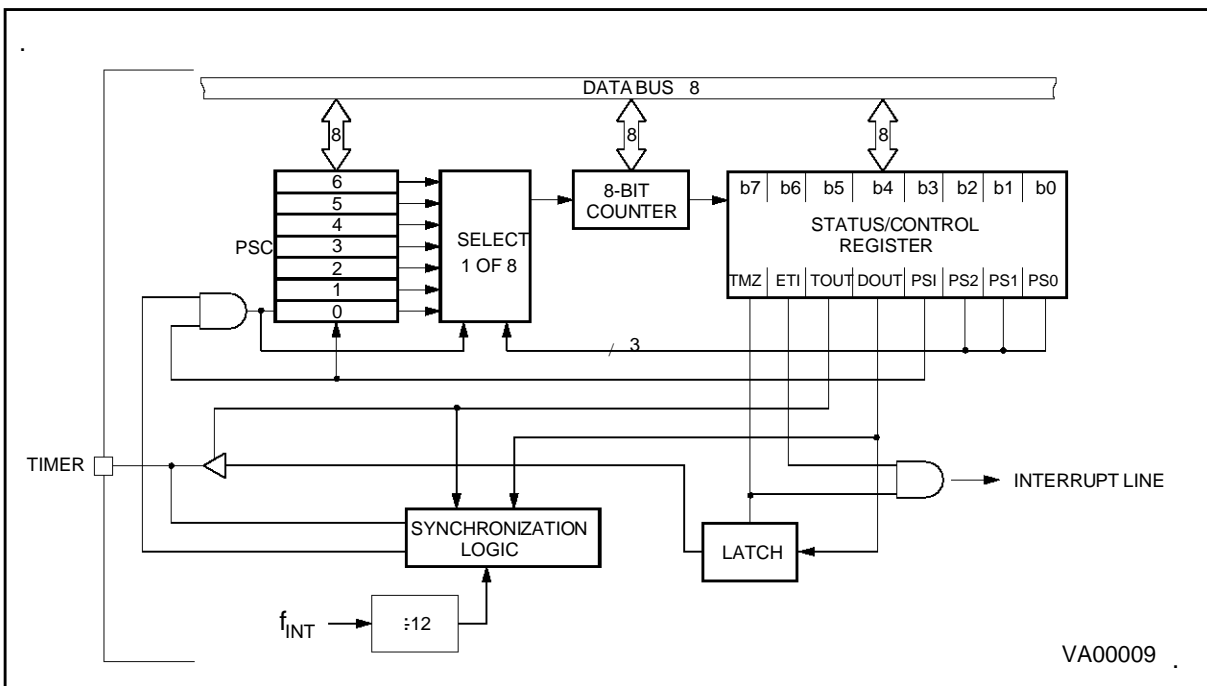 DATABUS 8
8 8 8
6
5
4
PSC 3
2
1
0
SELECT
1 OF 8
8-BIT
COUNTER
b7 b6 b5 b4 b3 b2 b1 b0
STATUS/CONTROL
REGISTER
TMZ ETI TOUT DOUT PSI PS2 PS1 PS0
3
TIMER
INTERRUPT LINE
SYNCHRONIZATION
LOGIC
LATCH
fINT
:12
VA00009